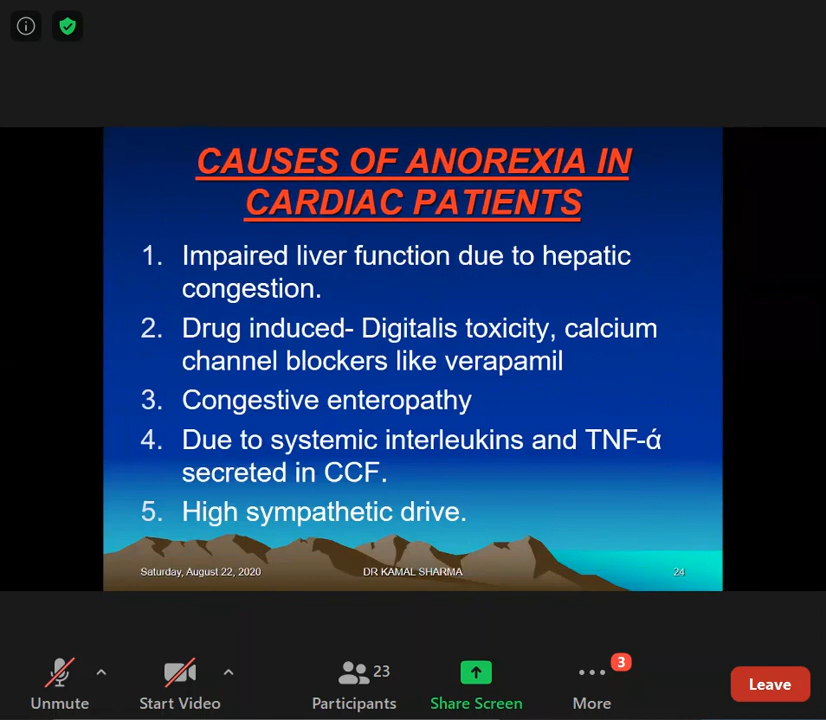 CAUSES OF ANOREXIA IN
CARDIAC PATIENTS
1. Impaired liver function due to hepatic
congestion.
2. Drug induced- Digitalis toxicity, calcium
channel blockers like verapamil
3. Congestive enteropathy
4. Due to systemic interleukins and TNF-ά
secreted in CCF.
5. High sympathetic drive.
Saturday, August 22, 2020 DR KAMAL SHARMA 24
23 3
Unmute Start Video Participants Share Screen More Leave